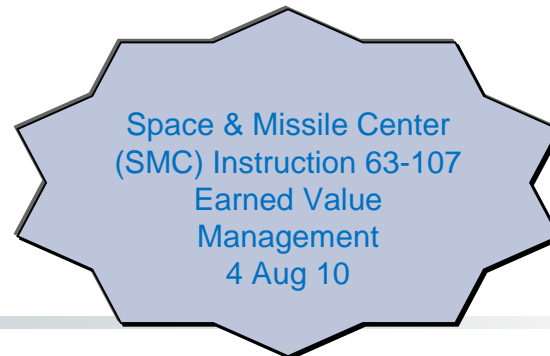 Space & Missile Center
(SMC) Instruction 63-107
Earned Value
Management
4 Aug 10